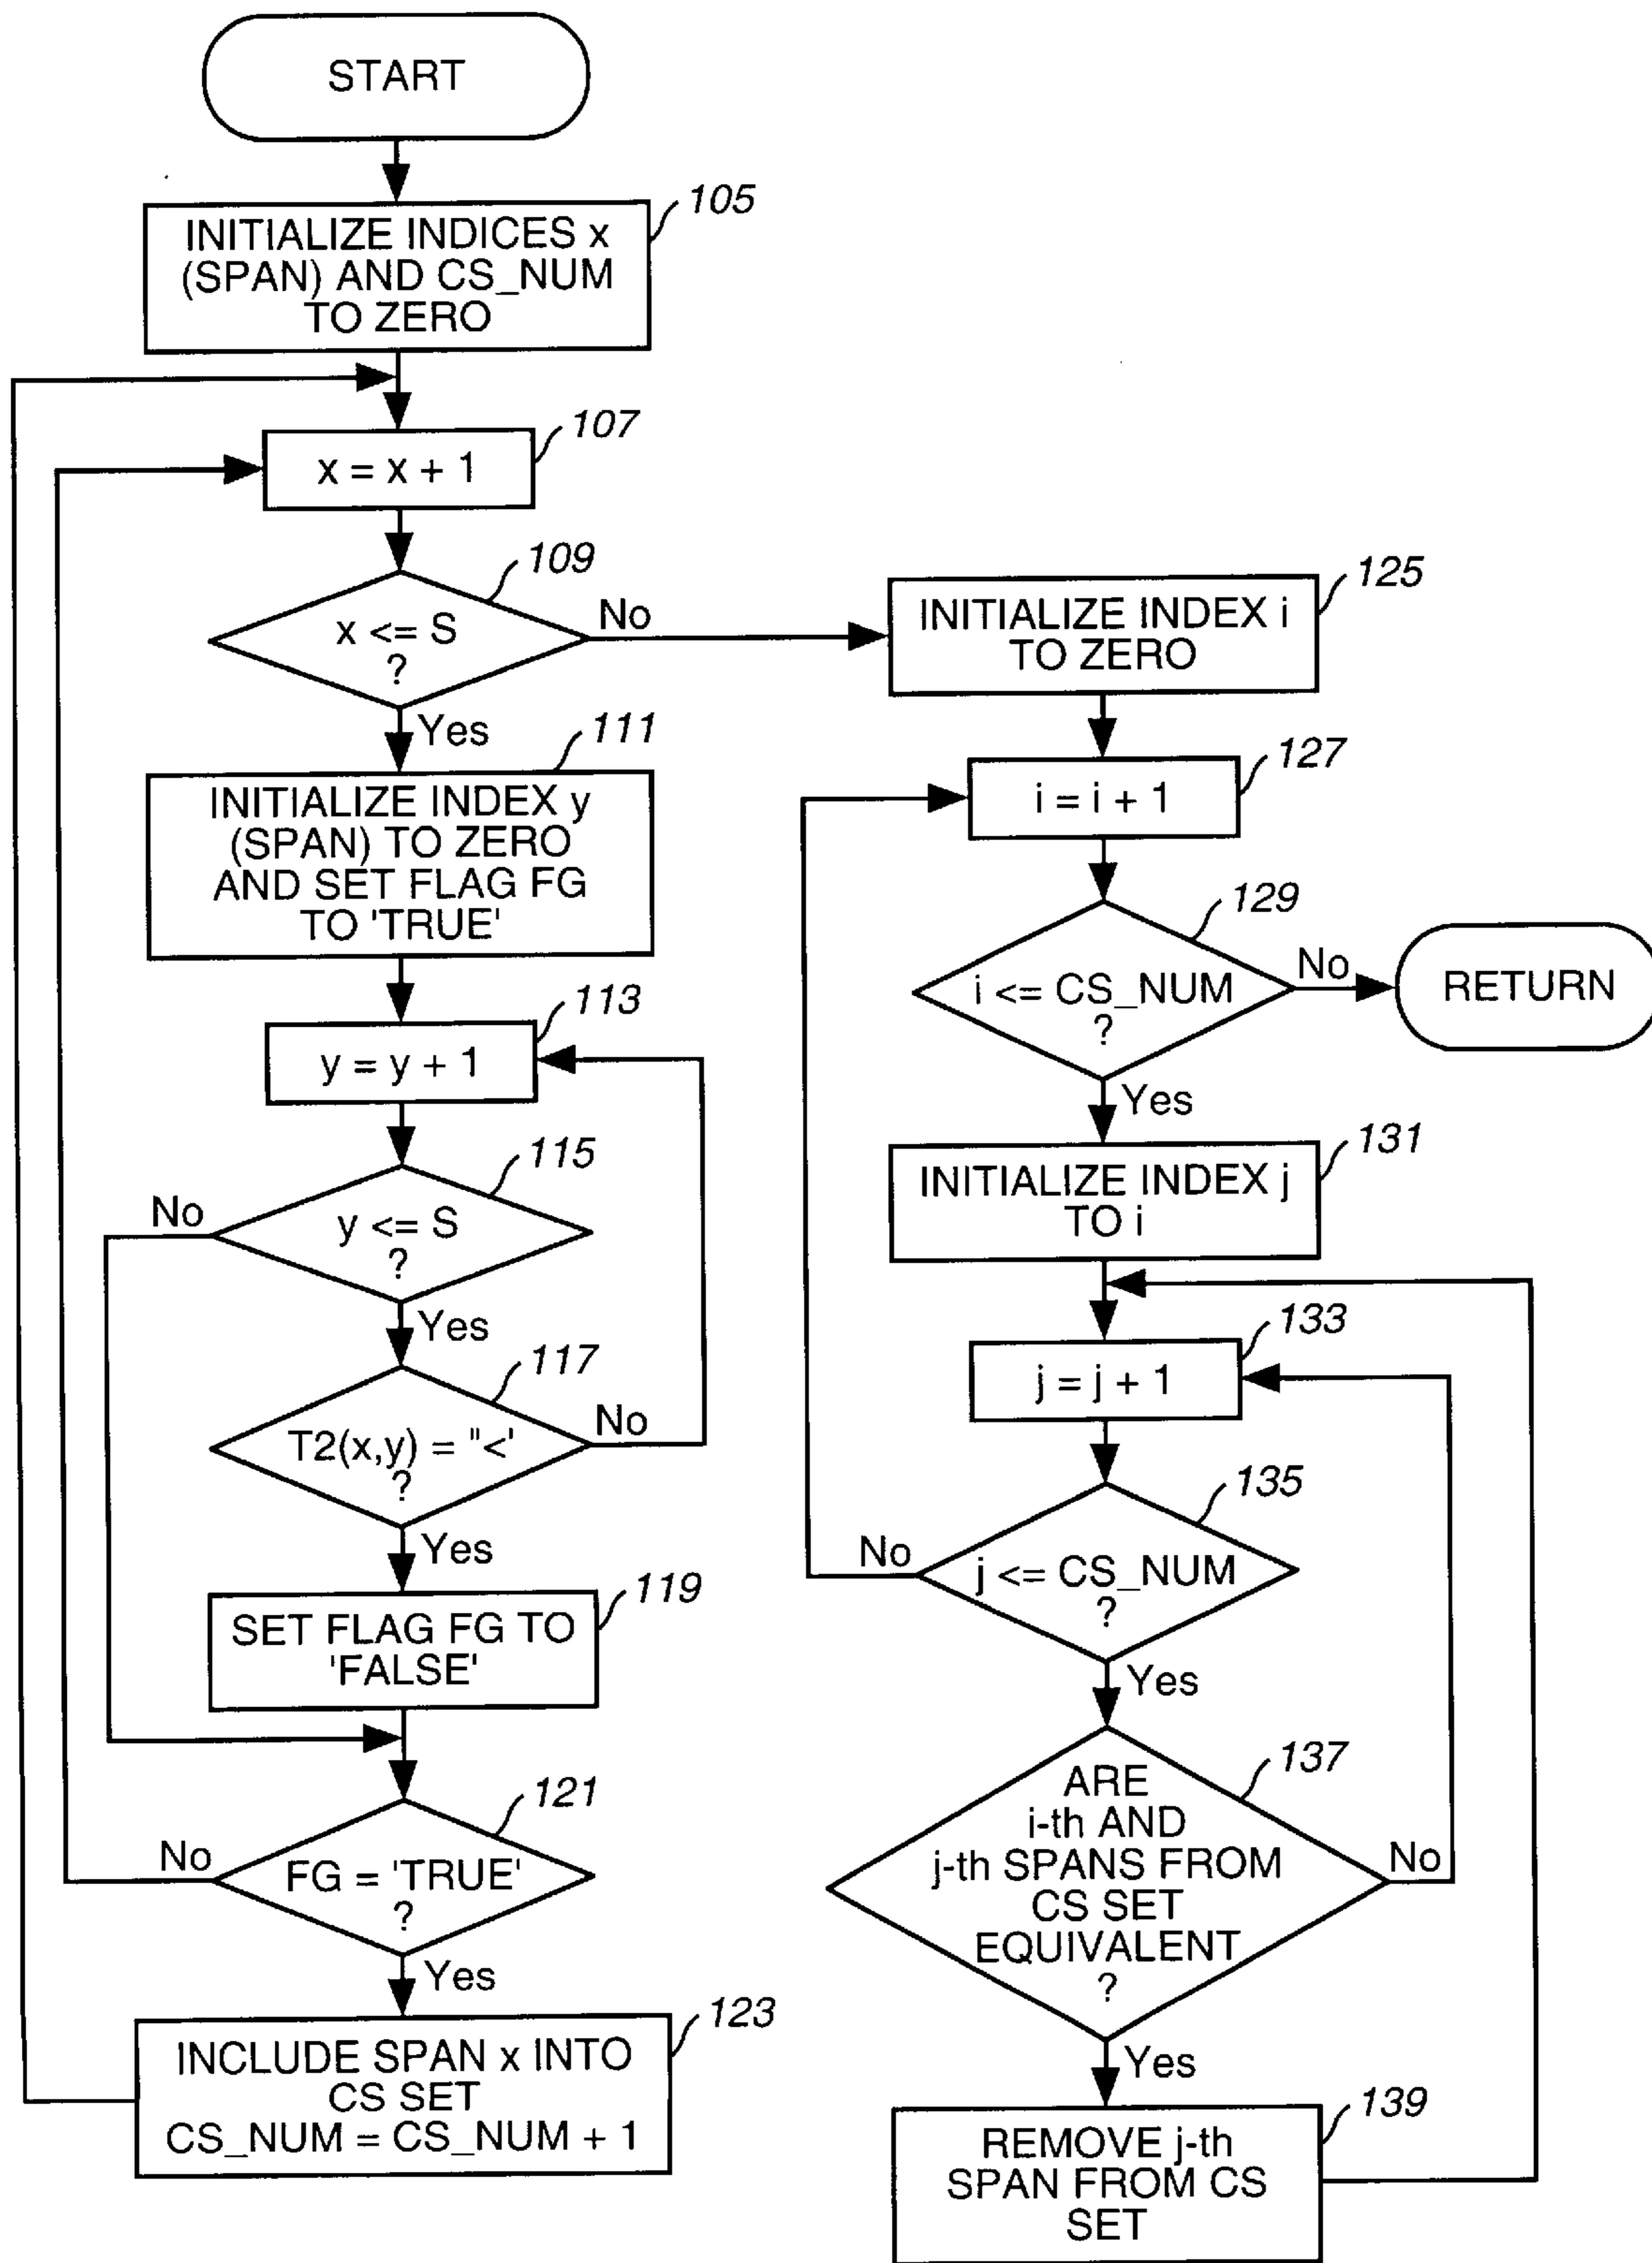 START
INITIALIZE INDICES x
(SPAN) AND CS_NUM
TO ZERO
105
x = x + 1
107
x <= S
?
109
No
Yes
INITIALIZE INDEX y
(SPAN) TO ZERO
AND SET FLAG FG
TO 'TRUE'
111
y = y + 1
113
y <= S
?
115
No
Yes
T2(x,y) = "<'
?
117
No
Yes
SET FLAG FG TO
'FALSE'
119
FG = 'TRUE'
?
121
No
Yes
INCLUDE SPAN x INTO
CS SET
CS_NUM = CS_NUM + 1
123
INITIALIZE INDEX i
TO ZERO
125
i = i + 1
127
i <= CS_NUM
?
129
No
RETURN
Yes
INITIALIZE INDEX j
TO i
131
j = j + 1
133
j <= CS_NUM
?
135
No
Yes
ARE
i-th AND
j-th SPANS FROM
CS SET
EQUIVALENT
?
137
No
Yes
REMOVE j-th
SPAN FROM CS
SET
139